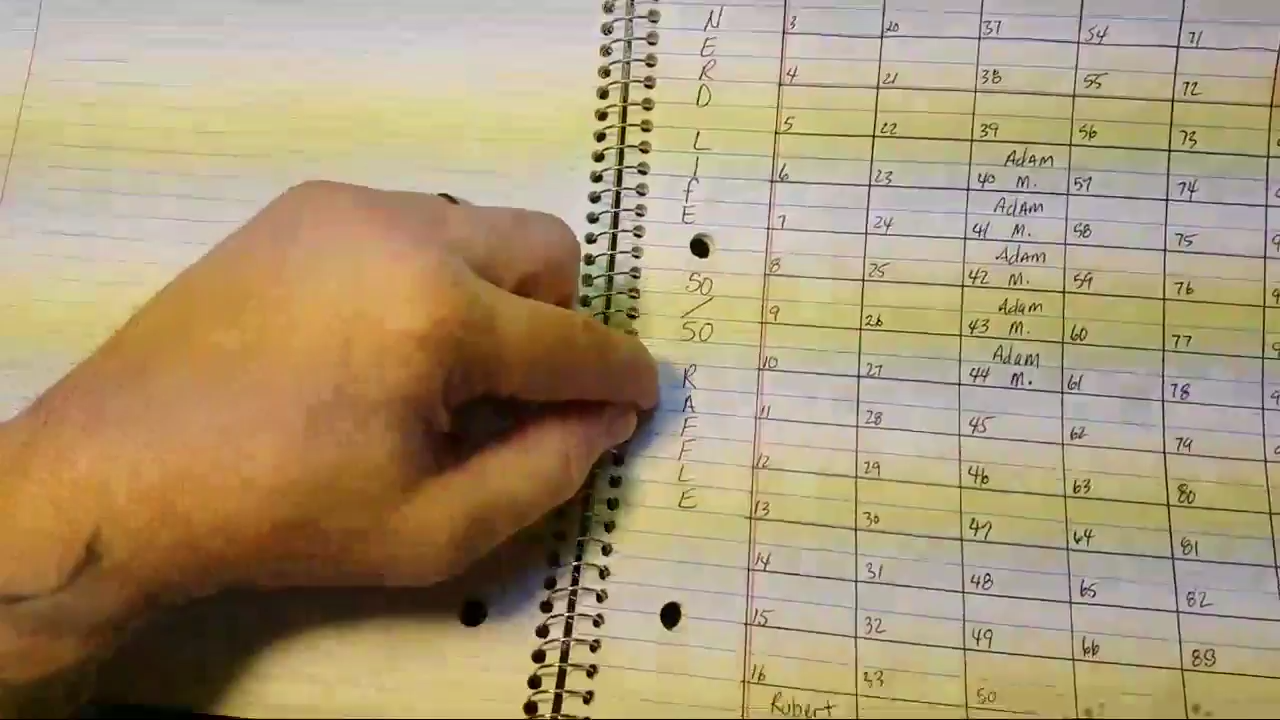 N 3 20 37 54 71
E
R 4 21 38 55 72
D
5 22 39 56 73
L
I Adam
6 23 40 M. 57 74
f
E Adam
7 24 41 M. 58 75
Adam
8 25 42 M. 59 76
50
/ Adam
9 26 43 M. 60 77
50
Adam
10 27 44 M. 61 78
R
A
11 28 45 62 79
F
F
12 29 46 63 80
L
E
13 30 47 64 81
14 31 48 65 82
15 32 49 66 83
16 33 50
Robert